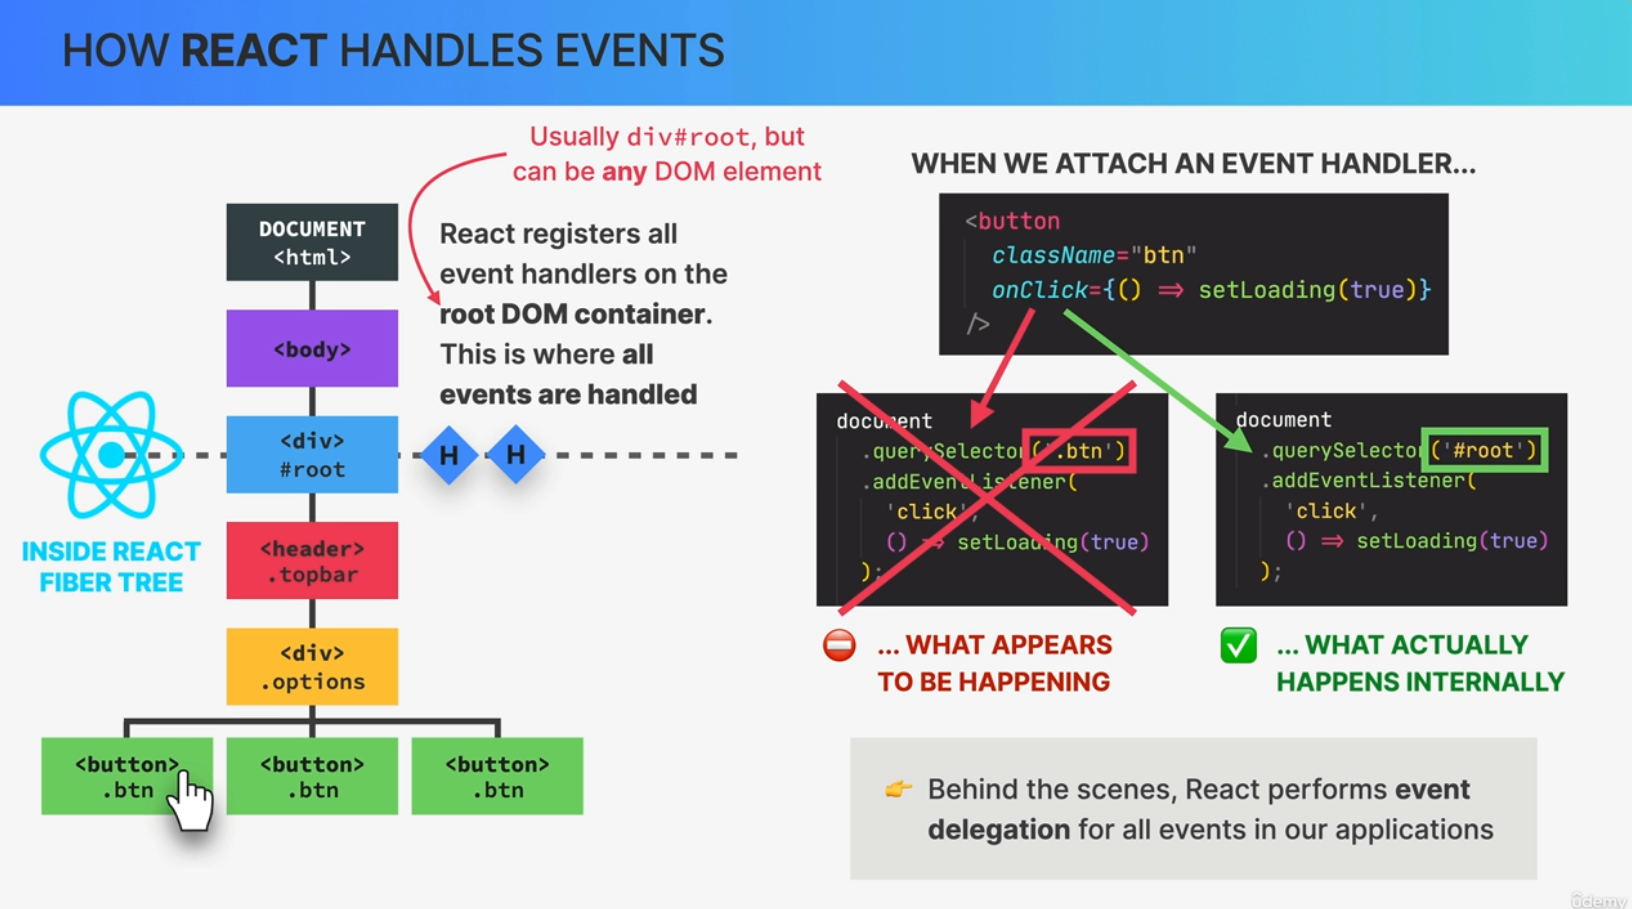 HOW REACT HANDLES EVENTS
Usually div#root, but
can be any DOM element
DOCUMENT
<html>
<body>
<div>
#root
<header>
.topbar
<div>
.options
<button>
.btn
<button>
.btn
<button>
.btn
INSIDE REACT
FIBER TREE
React registers all
event handlers on the
root DOM container.
This is where all
events are handled
H
H
WHEN WE ATTACH AN EVENT HANDLER...
<button
className="btn"
onClick={() => setLoading(true)}
/>
document
.querySelector('.btn')
.addEventListener(
'click',
() => setLoading(true)
);
... WHAT APPEARS
TO BE HAPPENING
document
.querySelector('#root')
.addEventListener(
'click',
() => setLoading(true)
);
... WHAT ACTUALLY
HAPPENS INTERNALLY
Behind the scenes, React performs event
delegation for all events in our applications
ûdemy